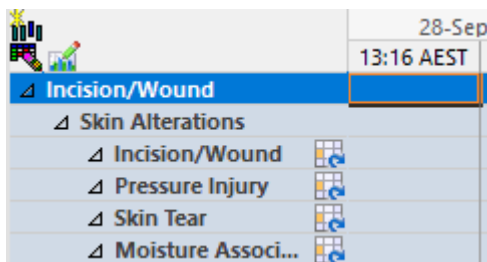 28-Sep
13:16 AEST
Incision/Wound
Skin Alterations
Incision/Wound
Pressure Injury
Skin Tear
Moisture Associ...